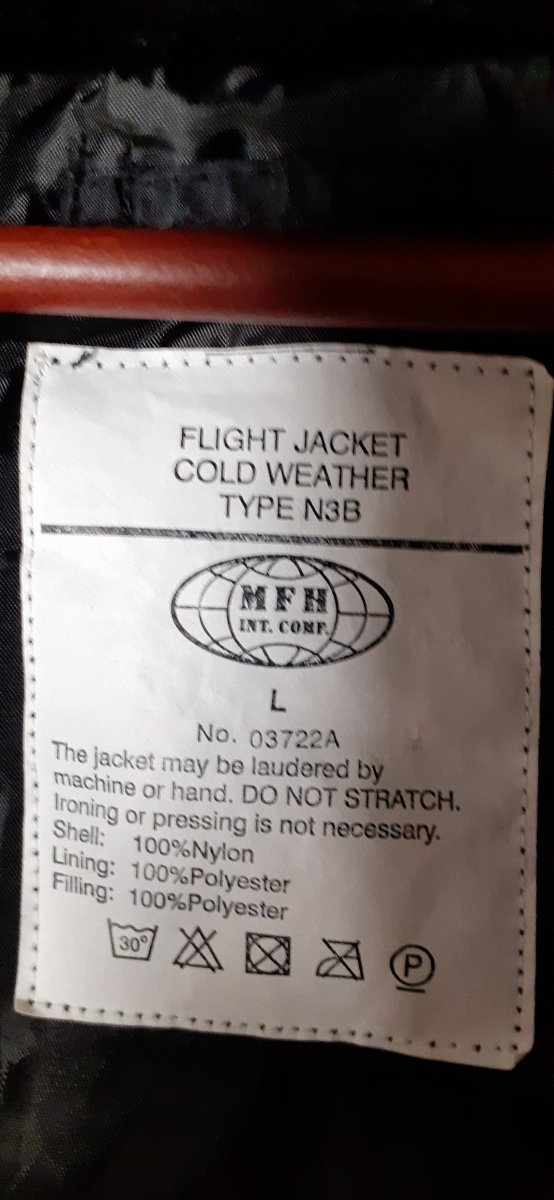 FLIGHT JACKET
COLD WEATHER
TYPE N3B
MFH
INT. COMP.
L
No. 03722A
The jacket may be laudered by
machine or hand. DO NOT STRATCH.
Ironing or pressing is not necessary.
Shell: 100%Nylon
Lining: 100%Polyester
Filling: 100%Polyester
30° P